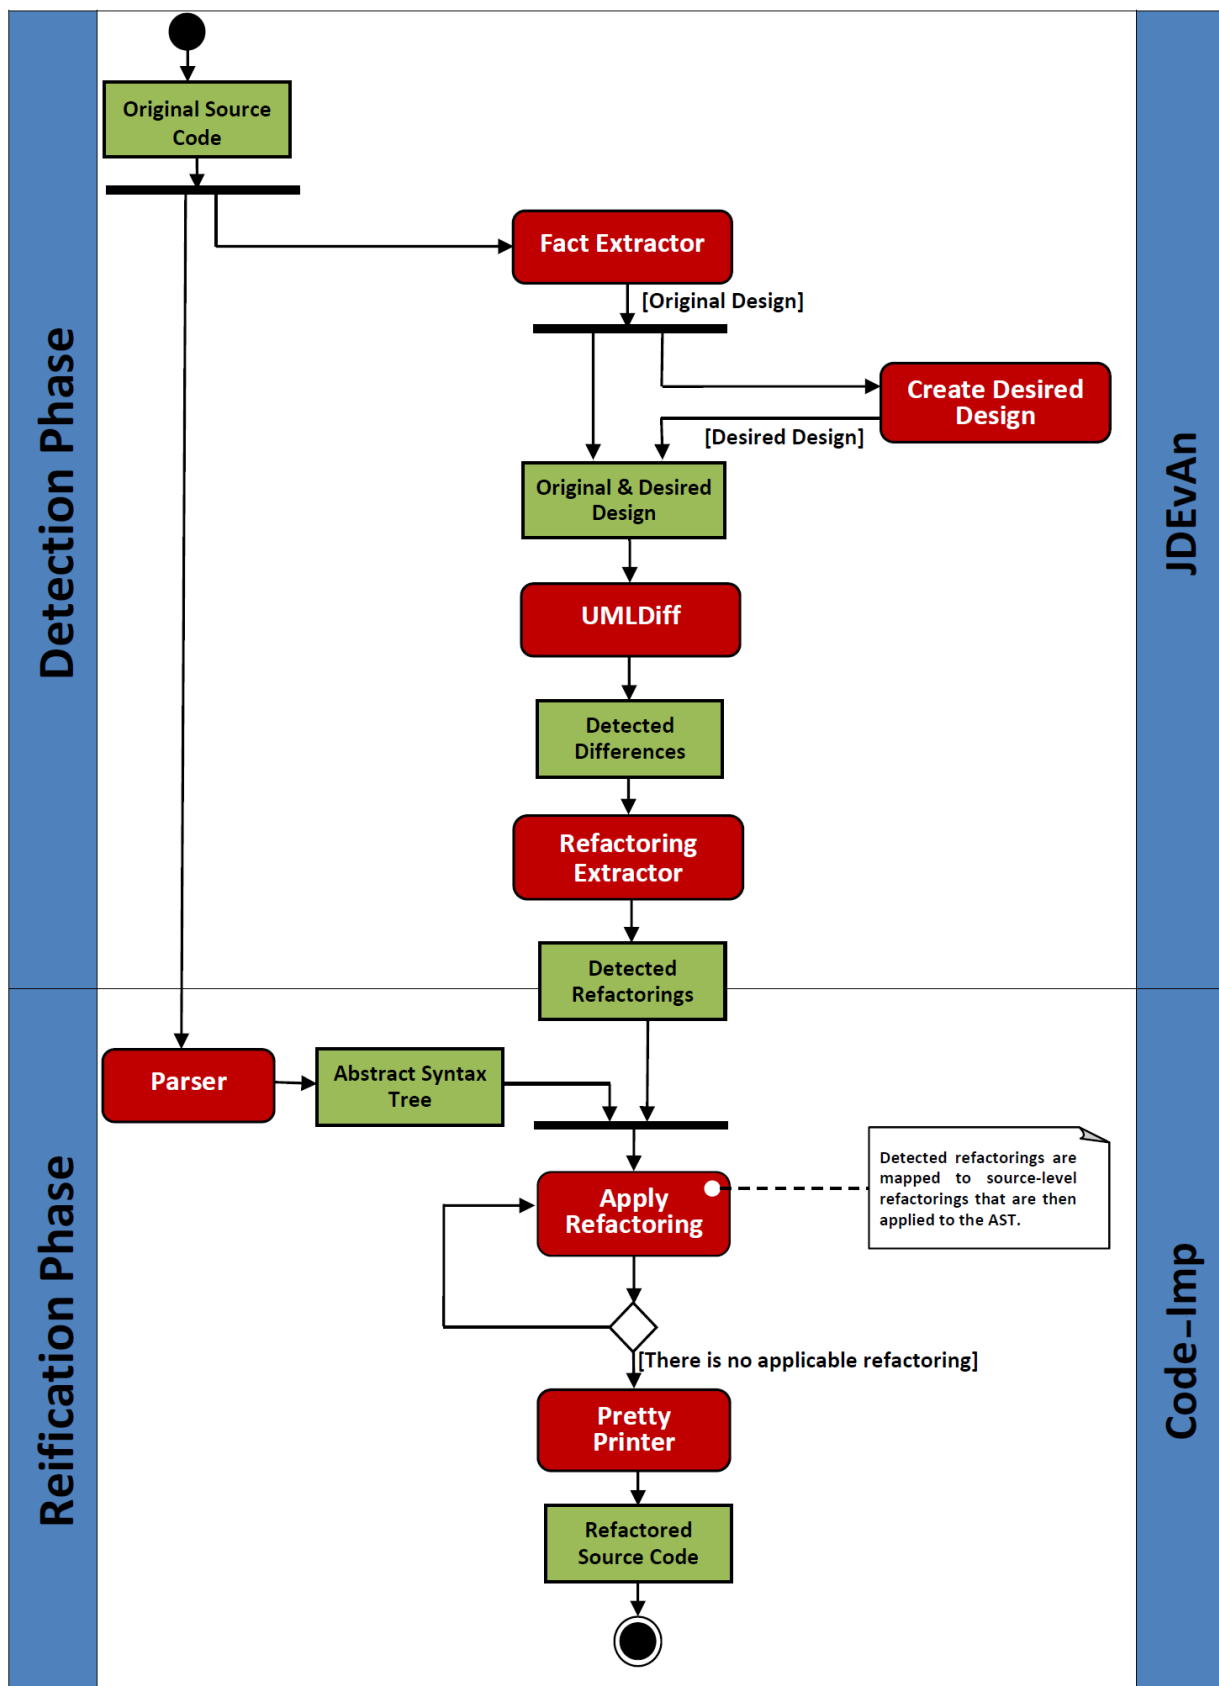 Detection Phase
JDEvAn
Original Source
Code
Fact Extractor
[Original Design]
Create Desired
Design
[Desired Design]
Original & Desired
Design
UMLDiff
Detected
Differences
Refactoring
Extractor
Detected
Refactorings
Reification Phase
Code-Imp
Parser
Abstract Syntax
Tree
Detected refactorings are
mapped to source-level
refactorings that are then
applied to the AST.
Apply
Refactoring
[There is no applicable refactoring]
Pretty
Printer
Refactored
Source Code